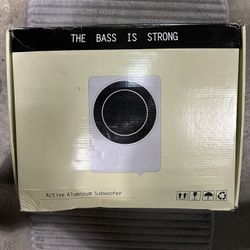 THE BASS IS STRONG
Active Aluminum Subwoofer